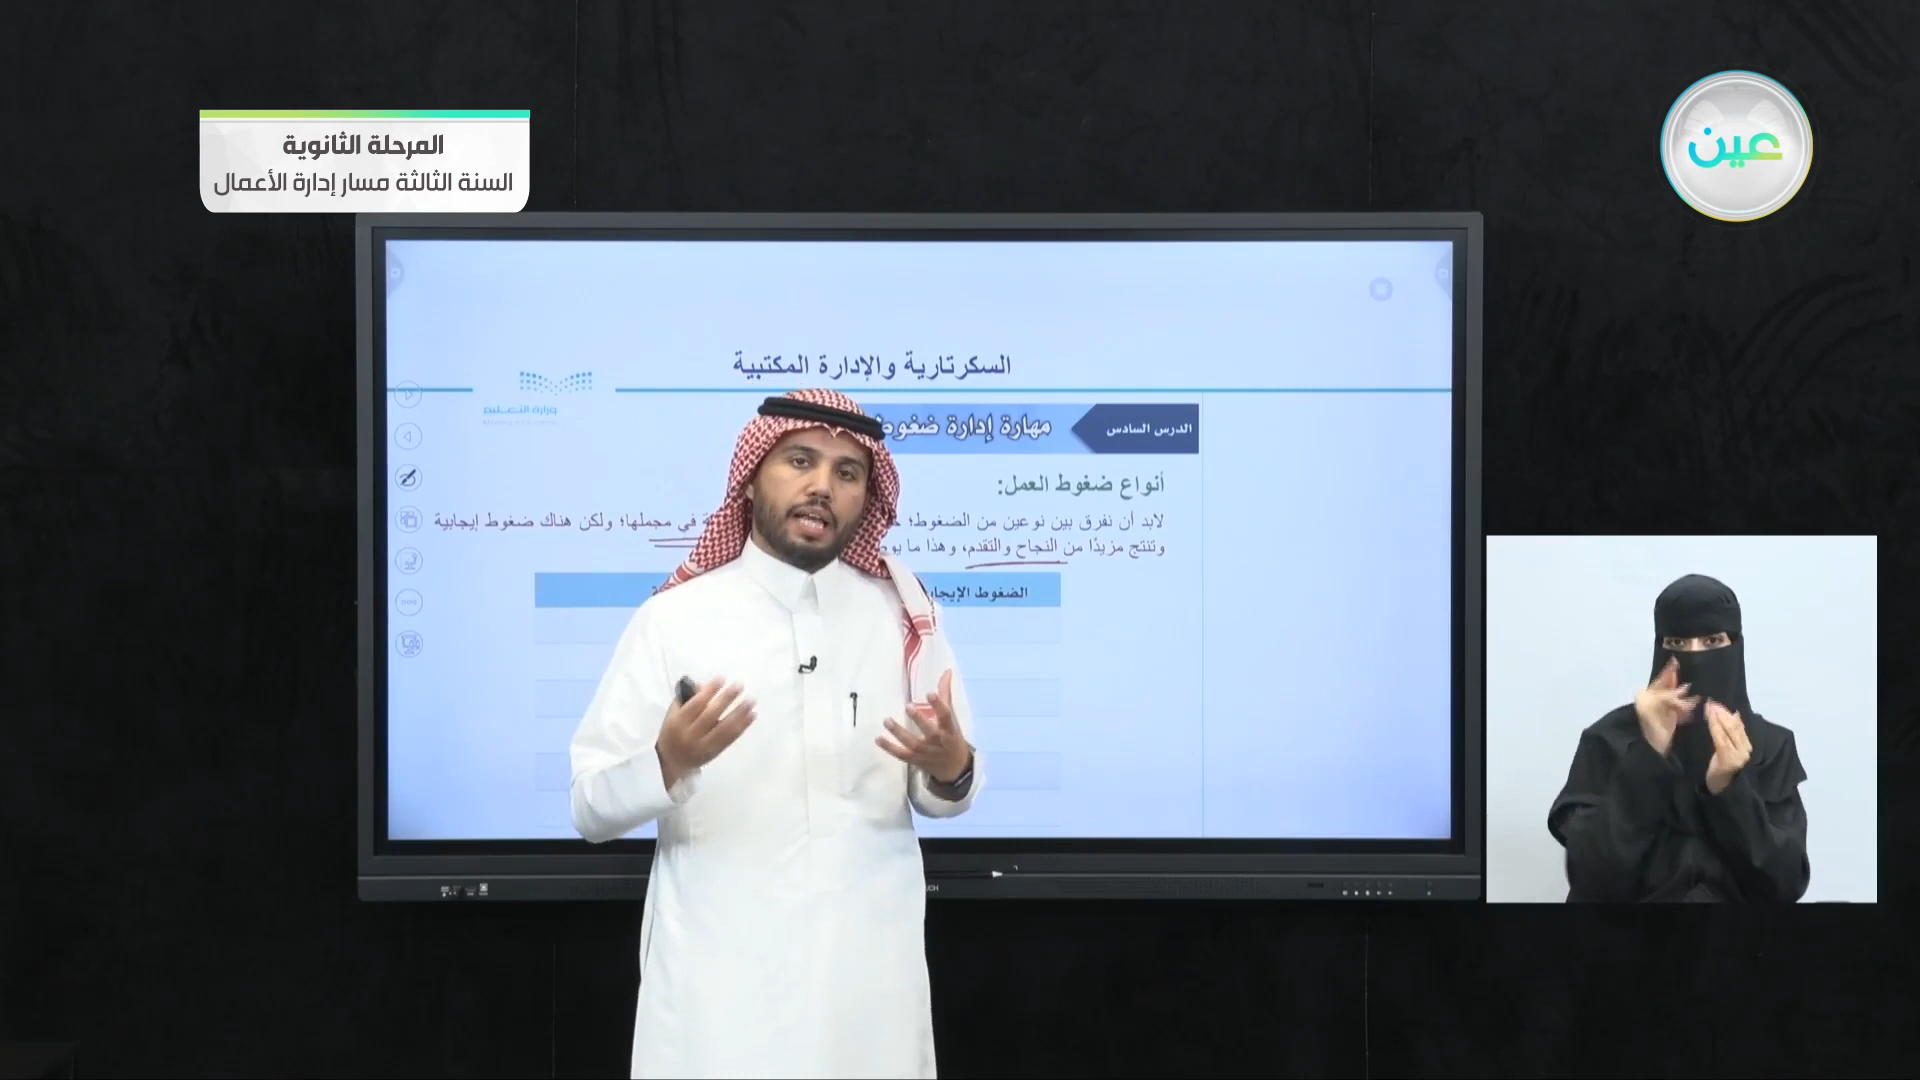 المرحلة الثانوية
السنة الثالثة مسار إدارة الأعمال
عين
السكرتارية والإدارة المكتبية
وزارة التعليم
الدرس السادس
مهارة إدارة ضغوط
أنواع ضغوط العمل:
لابد أن نفرق بين نوعين من الضغوط؛ في مجملها؛ ولكن هناك ضغوط إيجابية
وتنتج مزيدًا من النجاح والتقدم، وهذا ما
الضغوط